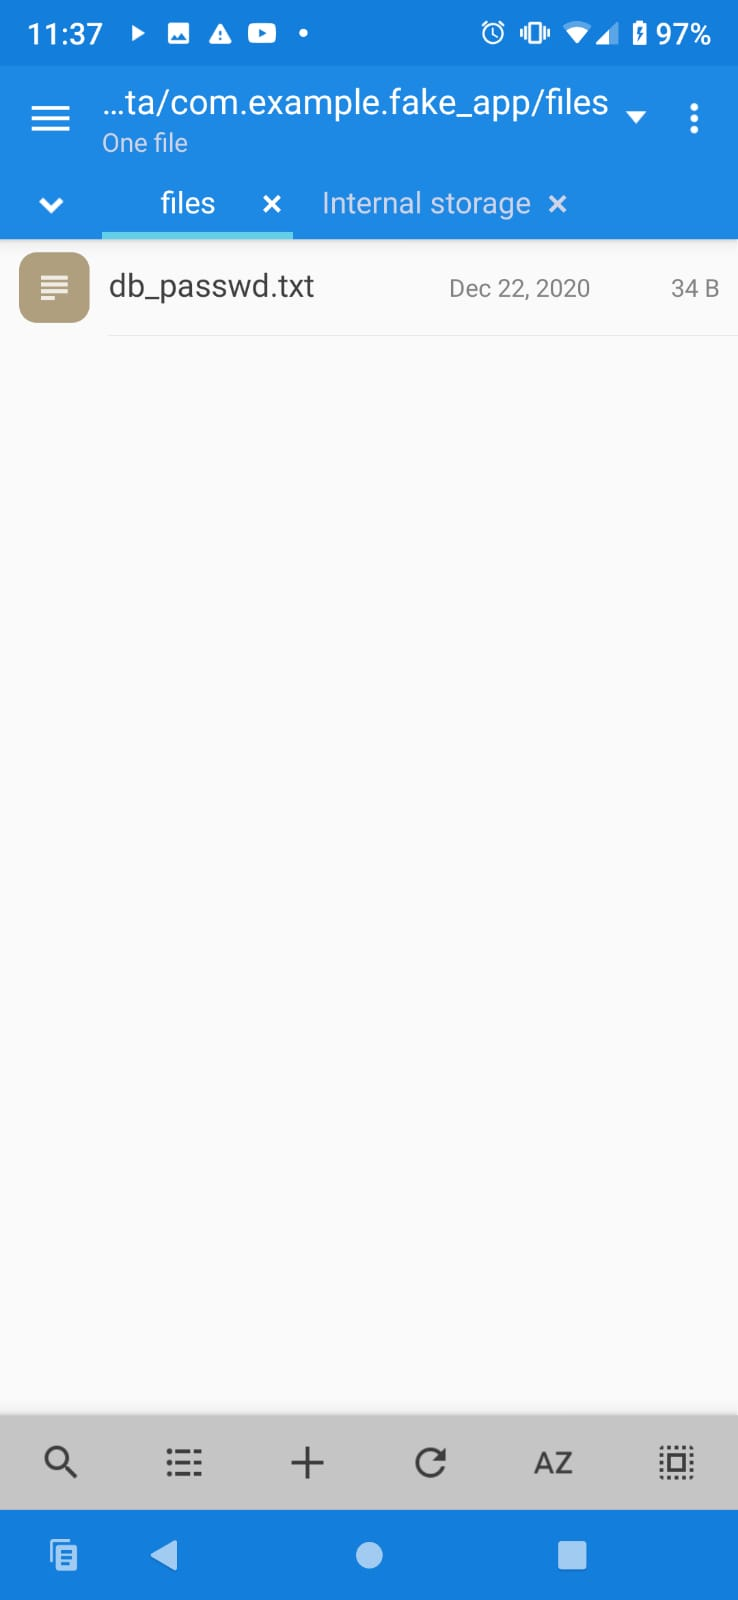 11:37 97%
...ta/com.example.fake_app/files
One file
files Internal storage
db_passwd.txt Dec 22, 2020 34 B
AZ